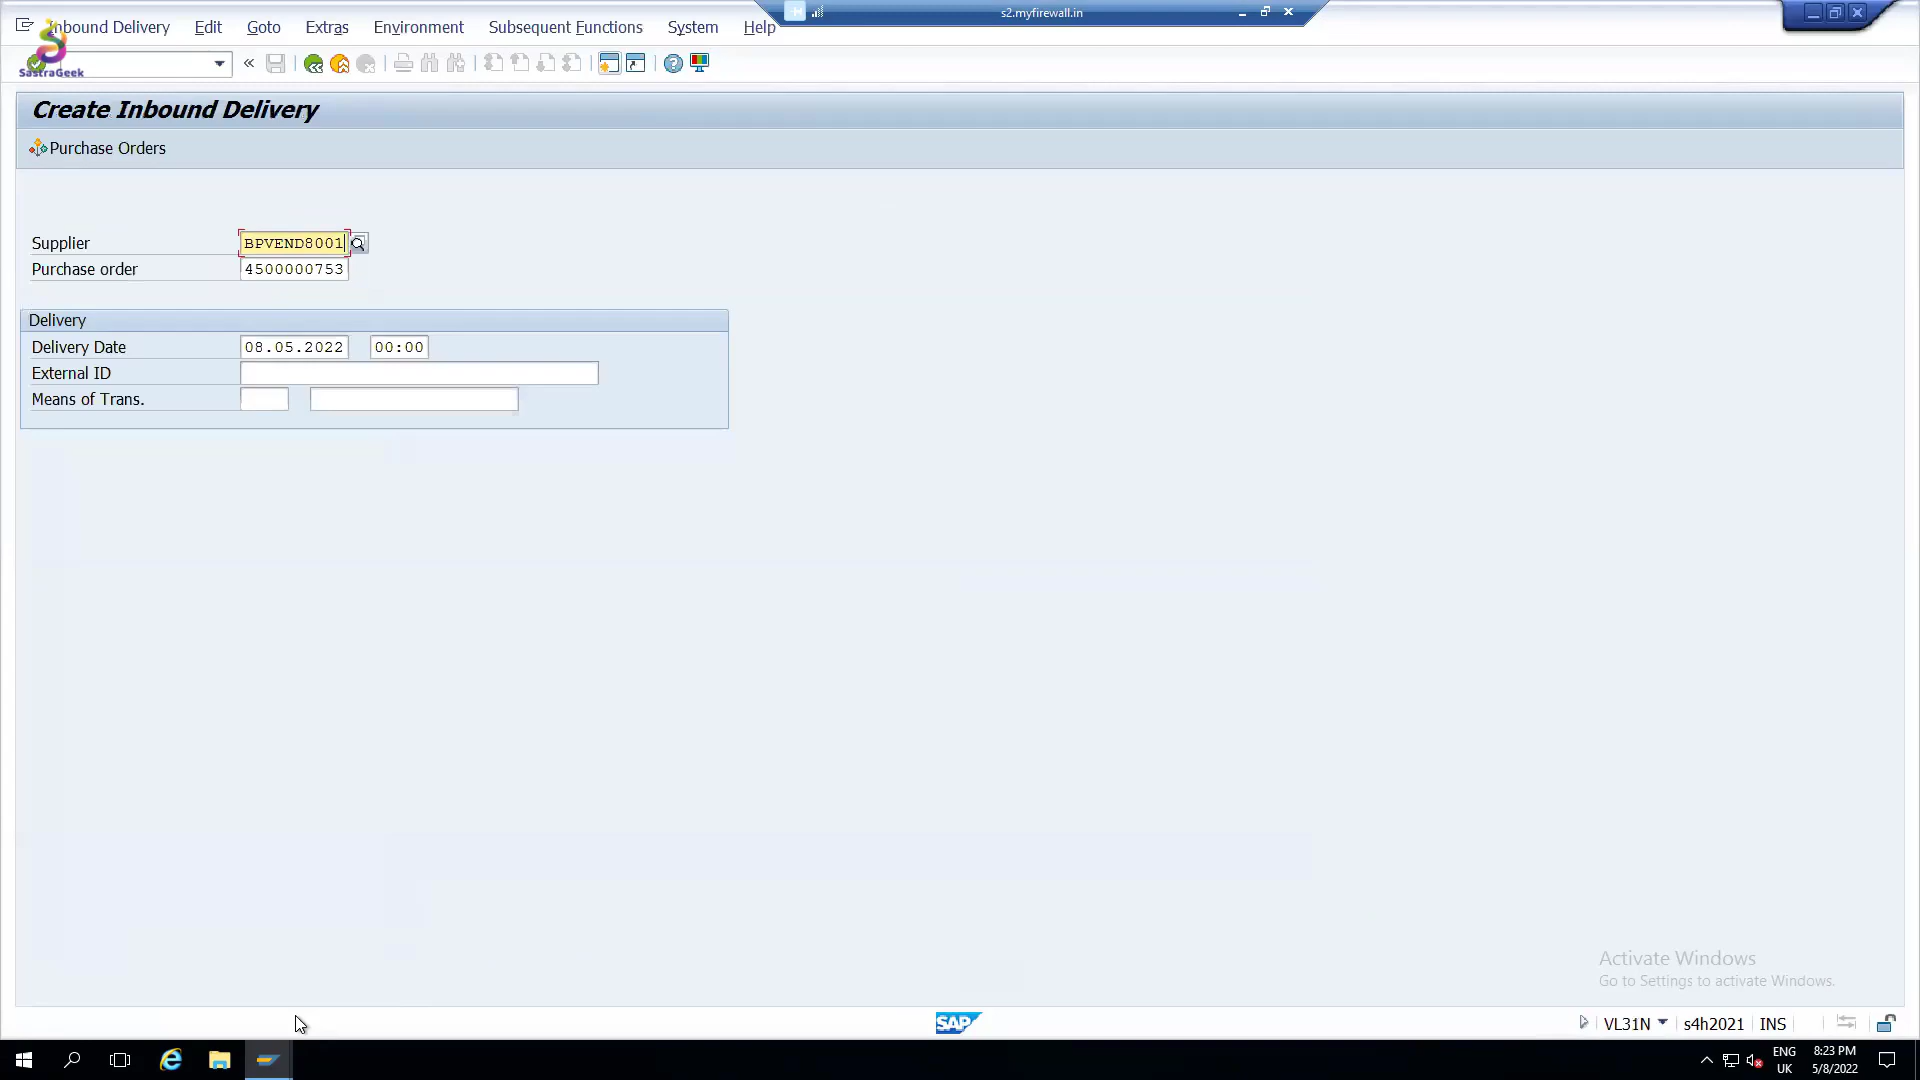 s2.myfirewall.in
Inbound Delivery Edit Goto Extras Environment Subsequent Functions System Help
SastraGeek
Create Inbound Delivery
Purchase Orders
Supplier BPVEND8001
Purchase order 4500000753
Delivery
Delivery Date 08.05.2022 00:00
External ID
Means of Trans.
Activate Windows
Go to Settings to activate Windows.
SAP VL31N s4h2021 INS
ENG 8:23 PM
UK 5/8/2022